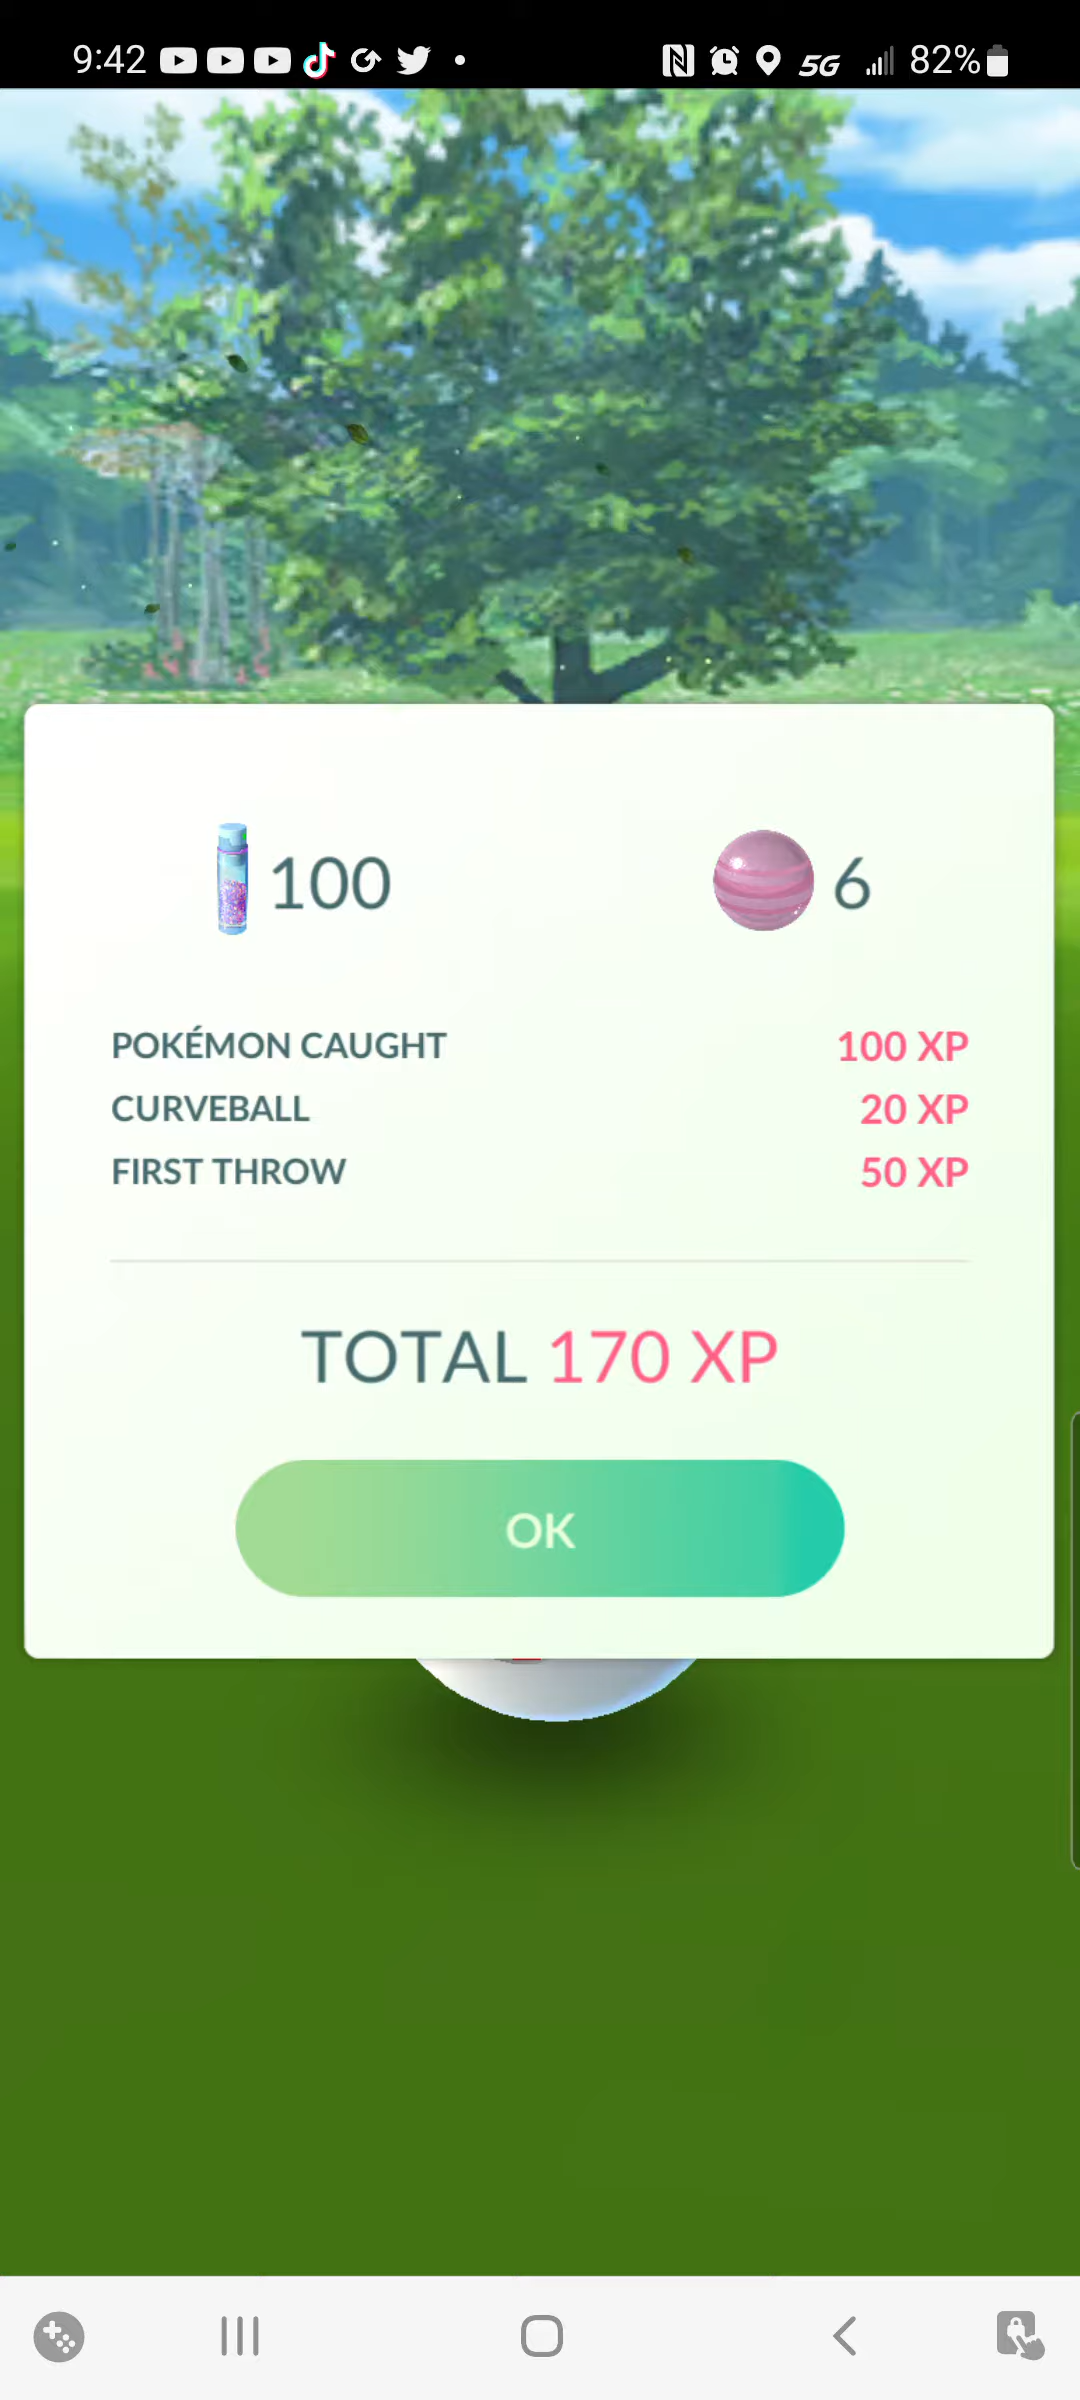 9:42 5G 82%
100 6
POKÉMON CAUGHT 100 XP
CURVEBALL 20 XP
FIRST THROW 50 XP
TOTAL 170 XP
OK